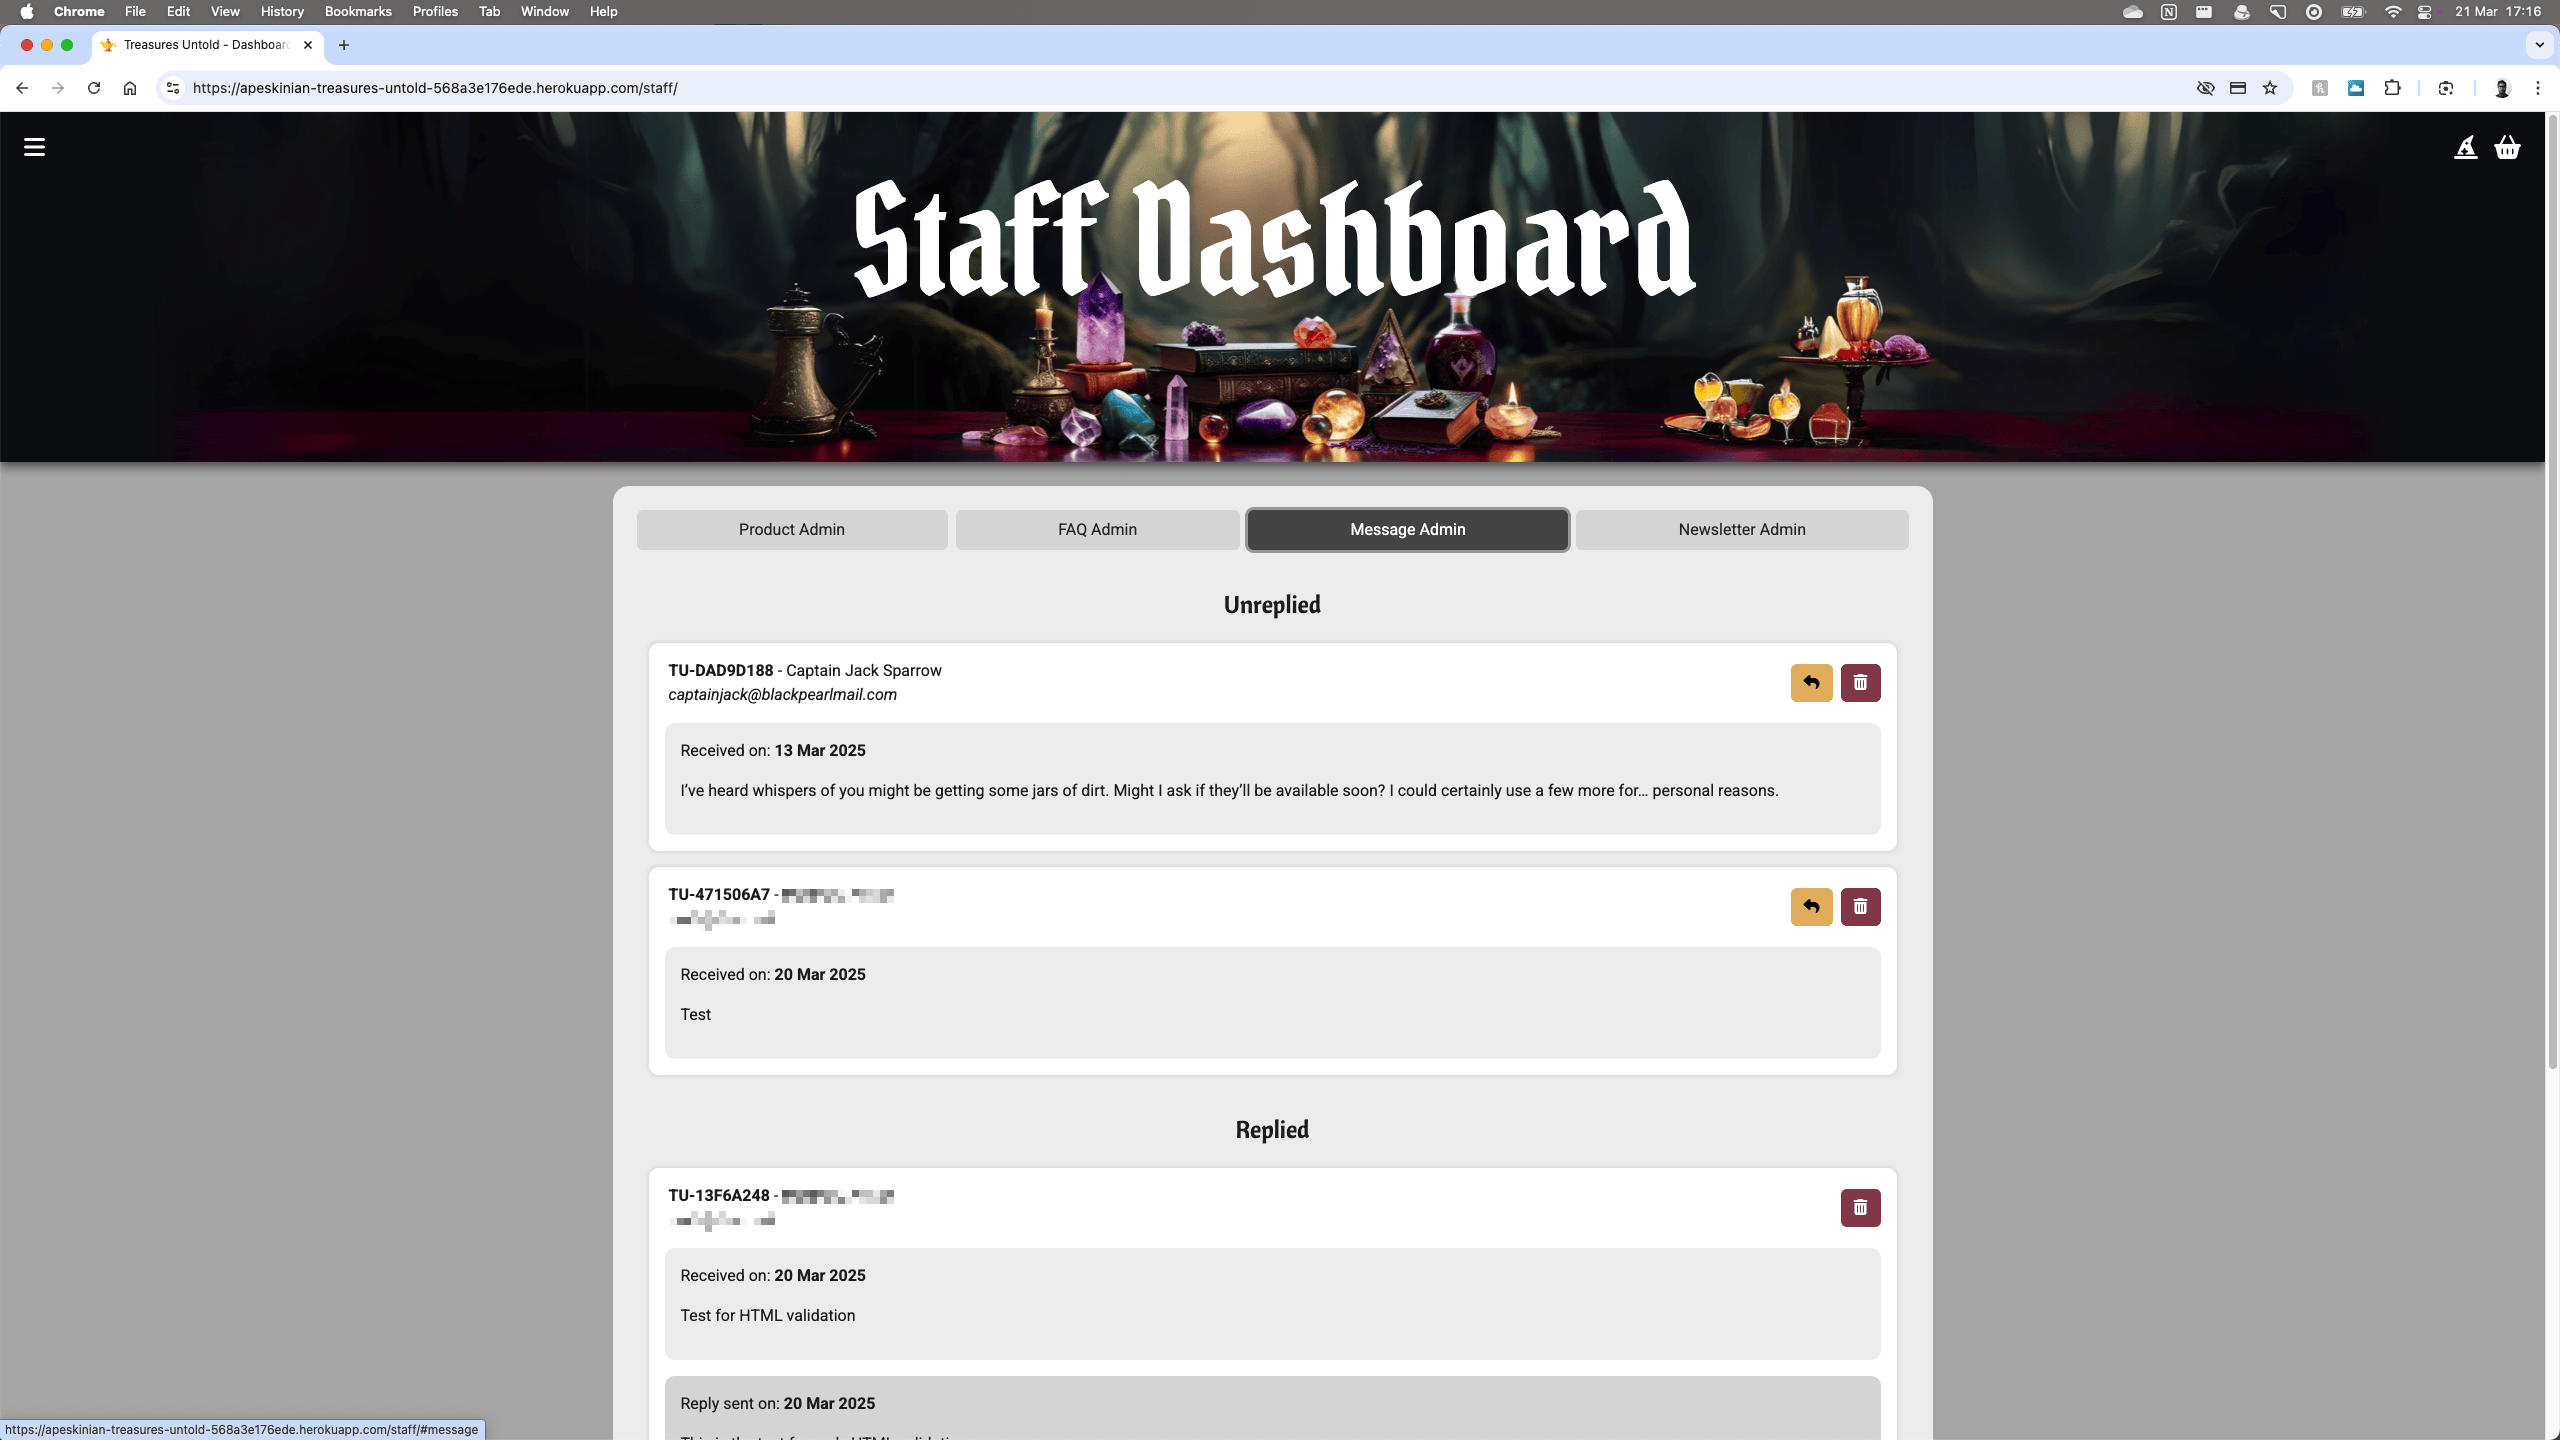 Chrome File Edit View History Bookmarks Profiles Tab Window Help 21 Mar 17:16
Treasures Untold - Dashboard
https://apeskinian-treasures-untold-568a3e176ede.herokuapp.com/staff/
Staff Dashboard
Product Admin FAQ Admin Message Admin Newsletter Admin
Unreplied
TU-DAD9D188 - Captain Jack Sparrow
captainjack@blackpearlmail.com
Received on: 13 Mar 2025
I’ve heard whispers of you might be getting some jars of dirt. Might I ask if they’ll be available soon? I could certainly use a few more for… personal reasons.
TU-471506A7 -
Received on: 20 Mar 2025
Test
Replied
TU-13F6A248 -
Received on: 20 Mar 2025
Test for HTML validation
Reply sent on: 20 Mar 2025
https://apeskinian-treasures-untold-568a3e176ede.herokuapp.com/staff/#message